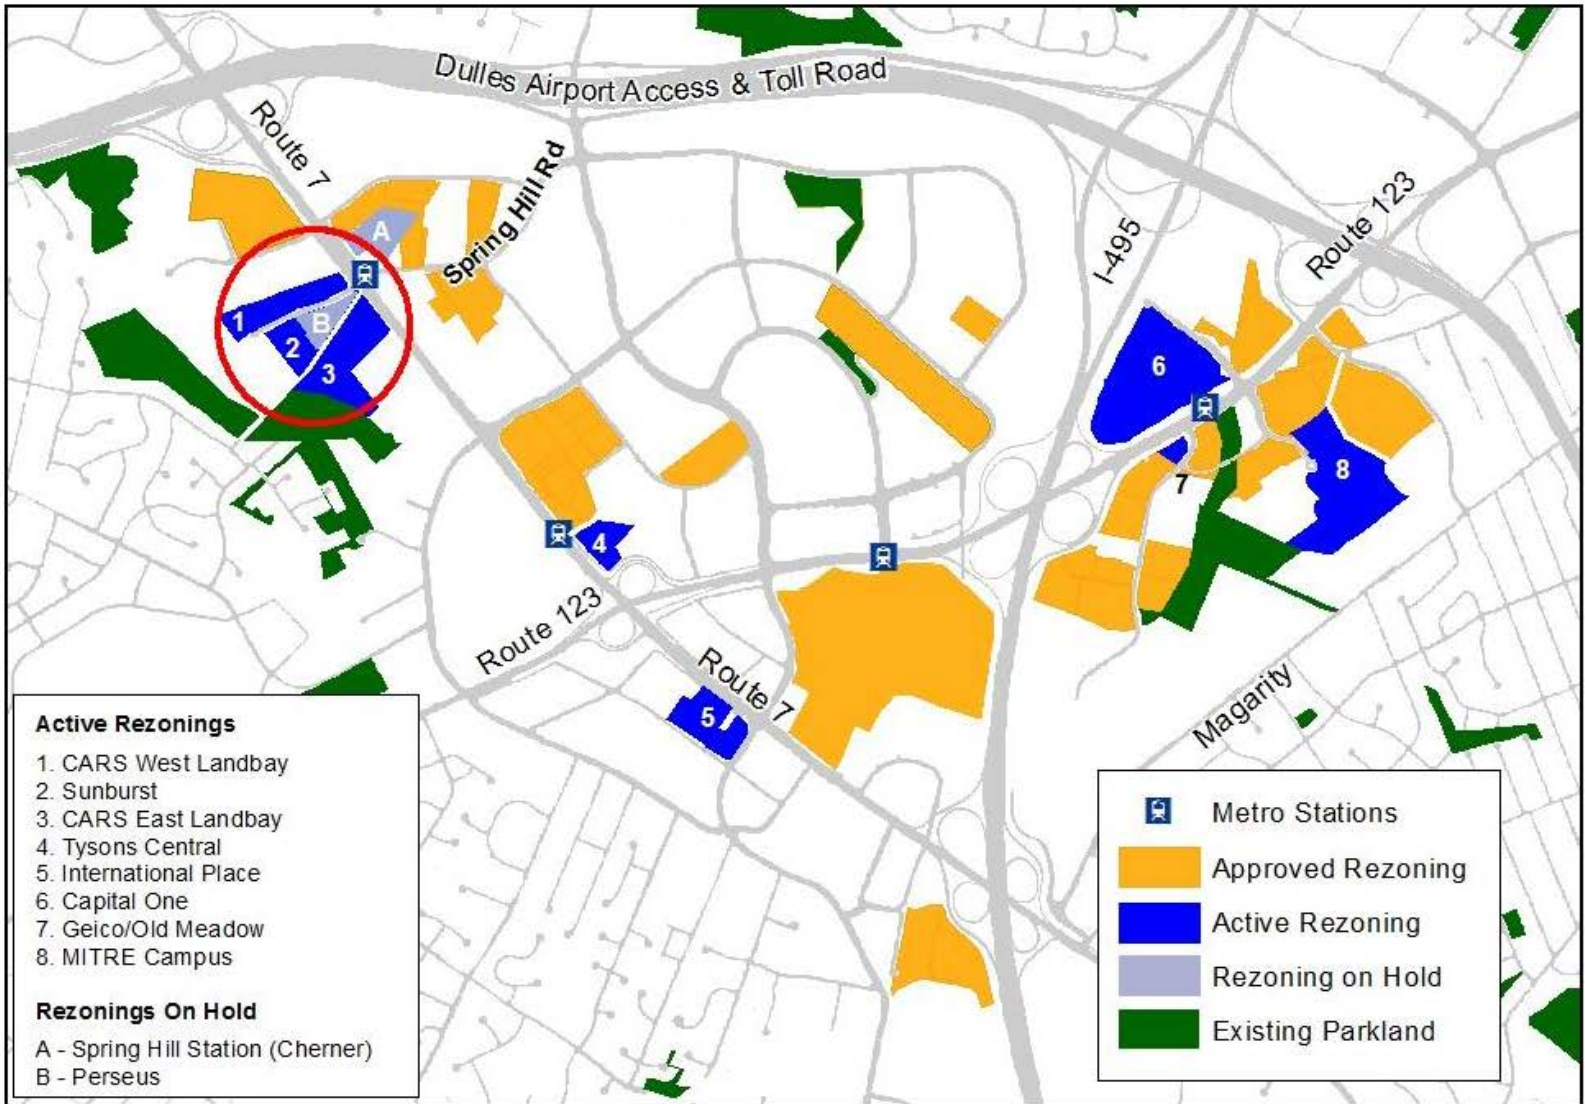 Dulles Airport Access & Toll Road
Route 7
Spring Hill Rd
I-495
Route 123
A
1
B
2
3
6
8
7
4
Route 123
Route 7
5
Magarity
Active Rezonings
1. CARS West Landbay
2. Sunburst
3. CARS East Landbay
4. Tysons Central
5. International Place
6. Capital One
7. Geico/Old Meadow
8. MITRE Campus
Rezonings On Hold
A - Spring Hill Station (Cherner)
B - Perseus
Metro Stations
Approved Rezoning
Active Rezoning
Rezoning on Hold
Existing Parkland